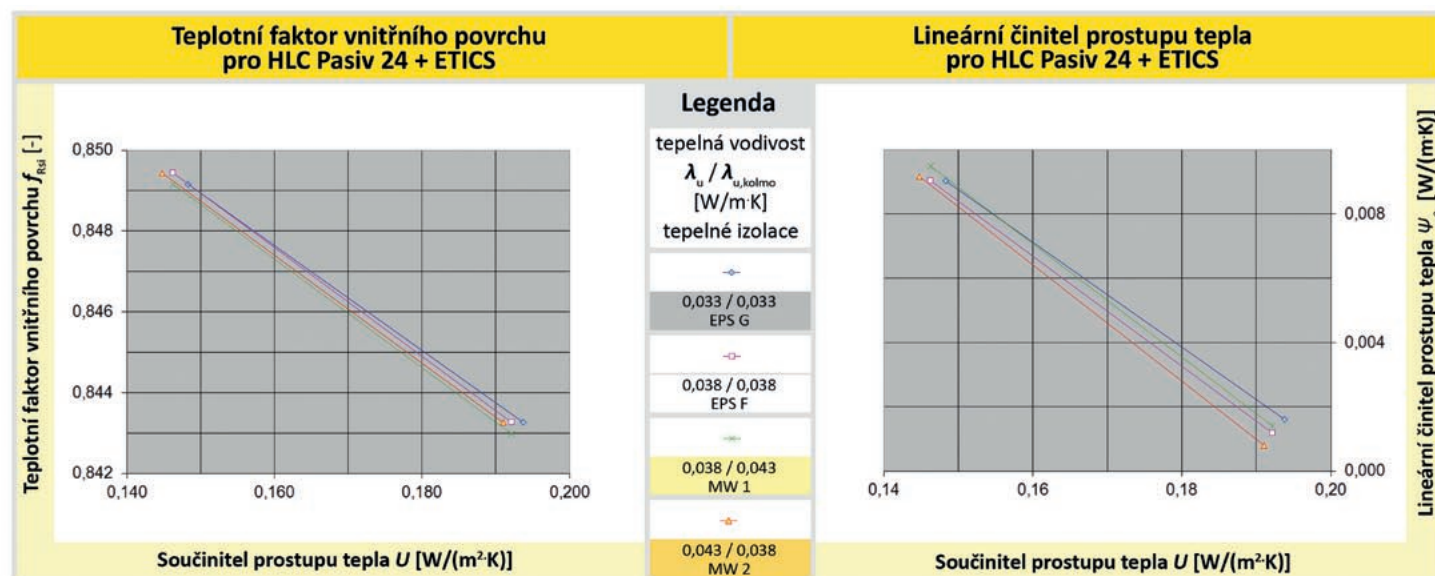 Teplotní faktor vnitřního povrchu
pro HLC Pasiv 24 + ETICS
Lineární činitel prostupu tepla
pro HLC Pasiv 24 + ETICS
Teplotní faktor vnitřního povrchu f_Rsi [-]
0,850
0,848
0,846
0,844
0,842
0,140
0,160
0,180
0,200
Součinitel prostupu tepla U [W/(m²·K)]
Legenda
tepelná vodivost
λ_u / λ_u,kolmo
[W/m·K]
tepelné izolace
0,033 / 0,033
EPS G
0,038 / 0,038
EPS F
0,038 / 0,043
MW 1
0,043 / 0,038
MW 2
0,008
0,004
0,000
0,14
0,16
0,18
0,20
Součinitel prostupu tepla U [W/(m²·K)]
Lineární činitel prostupu tepla Ψ [W/(m·K)]